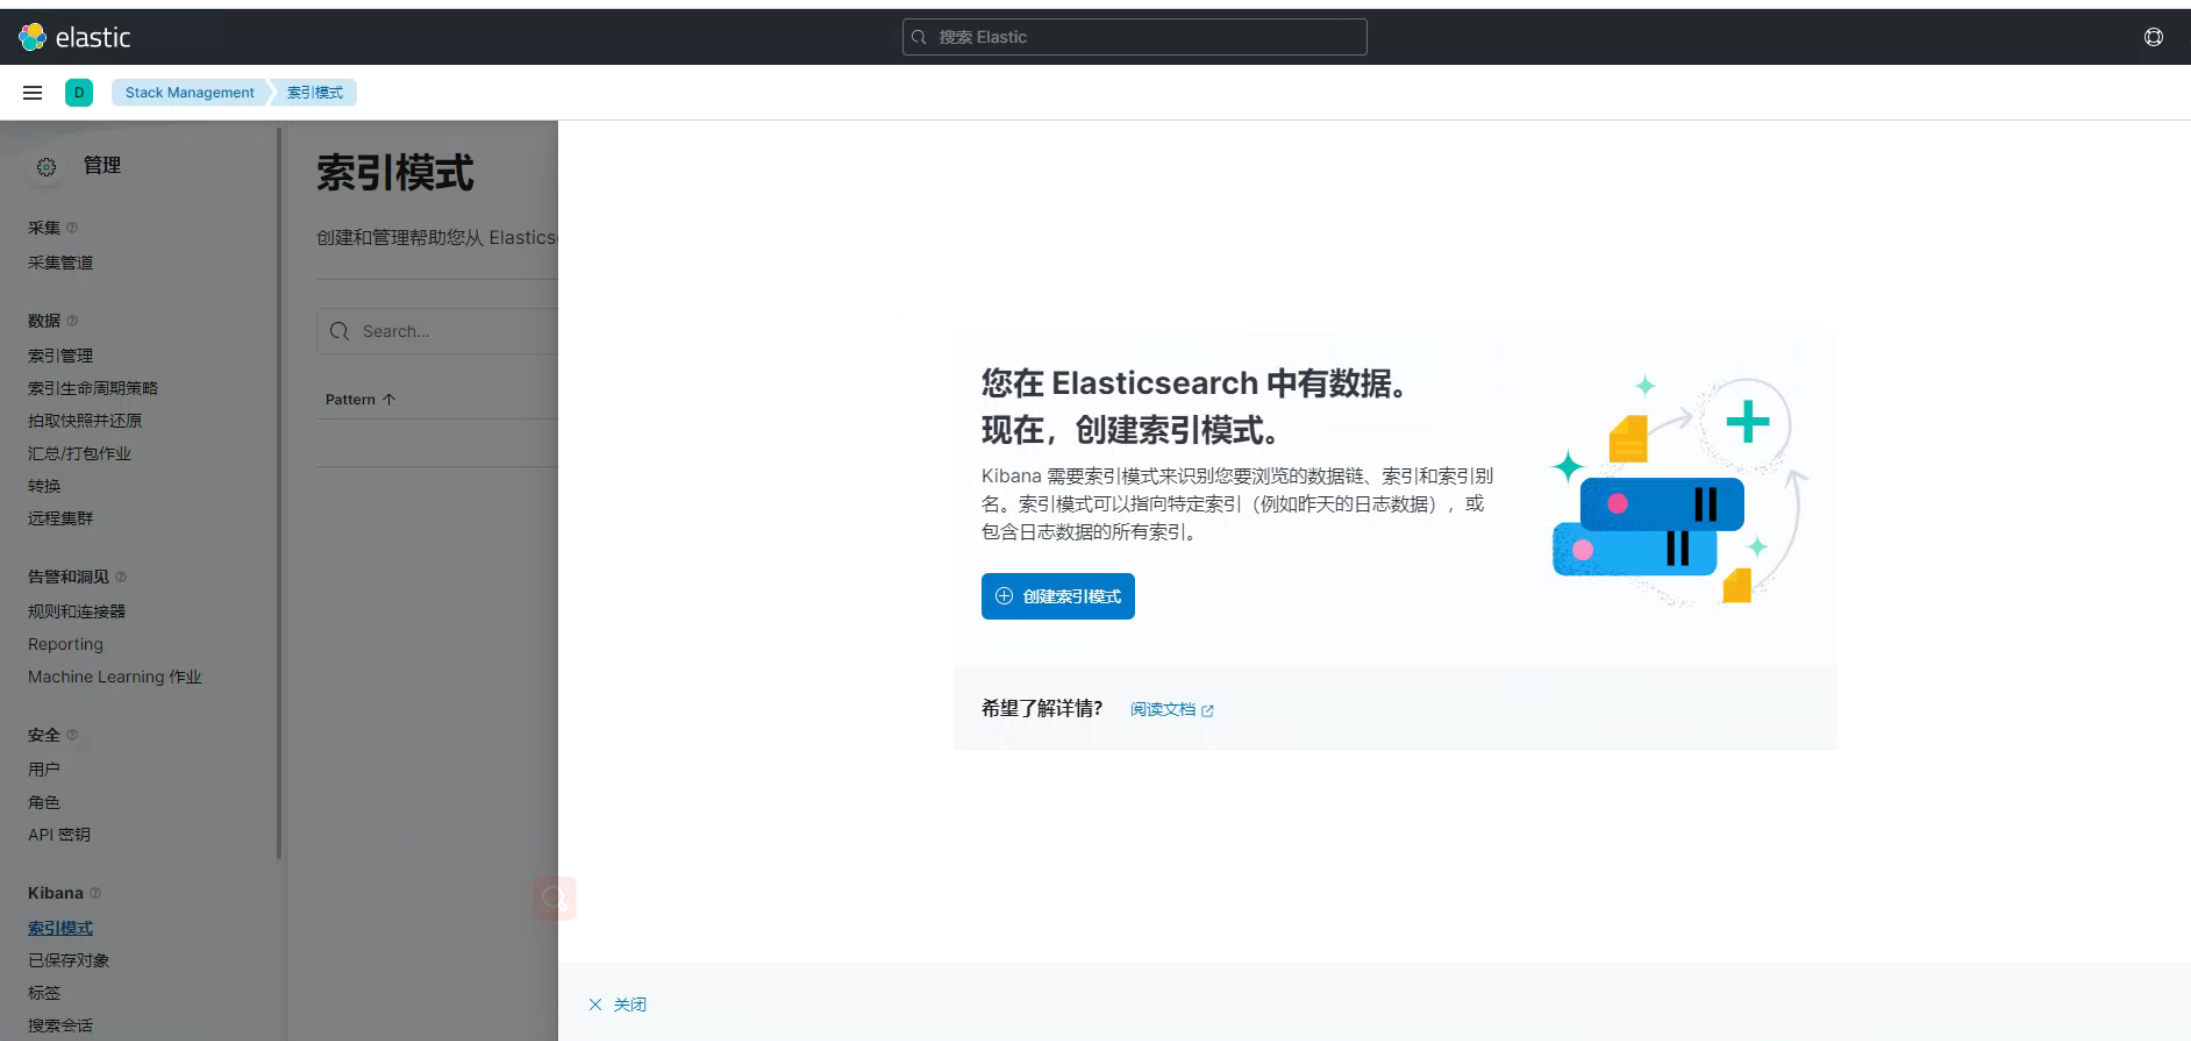 elastic
搜索 Elastic
D
Stack Management
索引模式
管理
采集
采集管道
数据
索引管理
索引生命周期策略
拍取快照并还原
汇总/打包作业
转换
远程集群
告警和洞见
规则和连接器
Reporting
Machine Learning 作业
安全
用户
角色
API 密钥
Kibana
索引模式
已保存对象
标签
搜索会话
索引模式
创建和管理帮助您从 Elastics
Search...
Pattern
您在 Elasticsearch 中有数据。
现在，创建索引模式。
Kibana 需要索引模式来识别您要浏览的数据链、索引和索引别
名。索引模式可以指向特定索引（例如昨天的日志数据），或
包含日志数据的所有索引。
创建索引模式
希望了解详情? 阅读文档
关闭